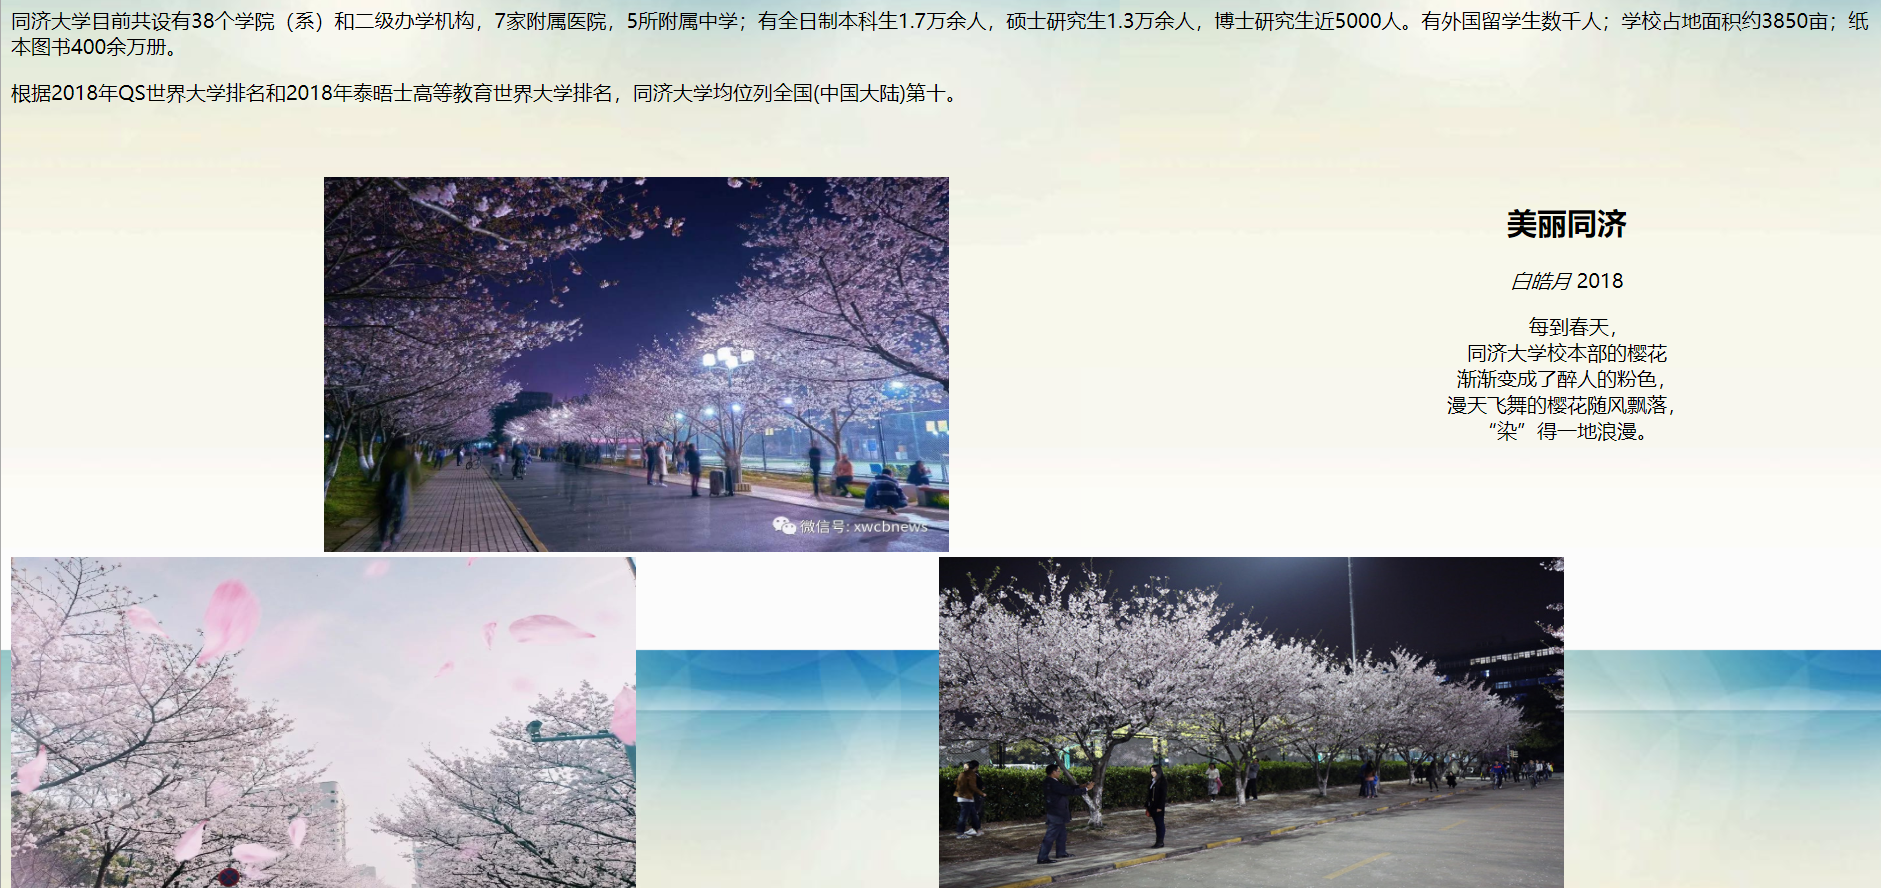 同济大学目前共设有38个学院（系）和二级办学机构，7家附属医院，5所附属中学；有全日制本科生1.7万余人，硕士研究生1.3万余人，博士研究生近5000人。有外国留学生数千人；学校占地面积约3850亩；纸
本图书400余万册。
根据2018年QS世界大学排名和2018年泰晤士高等教育世界大学排名，同济大学均位列全国(中国大陆)第十。
美丽同济
白皓月 2018
每到春天，
同济大学校本部的樱花
渐渐变成了醉人的粉色，
漫天飞舞的樱花随风飘落，
“染”得一地浪漫。
微信号: xwcbnews